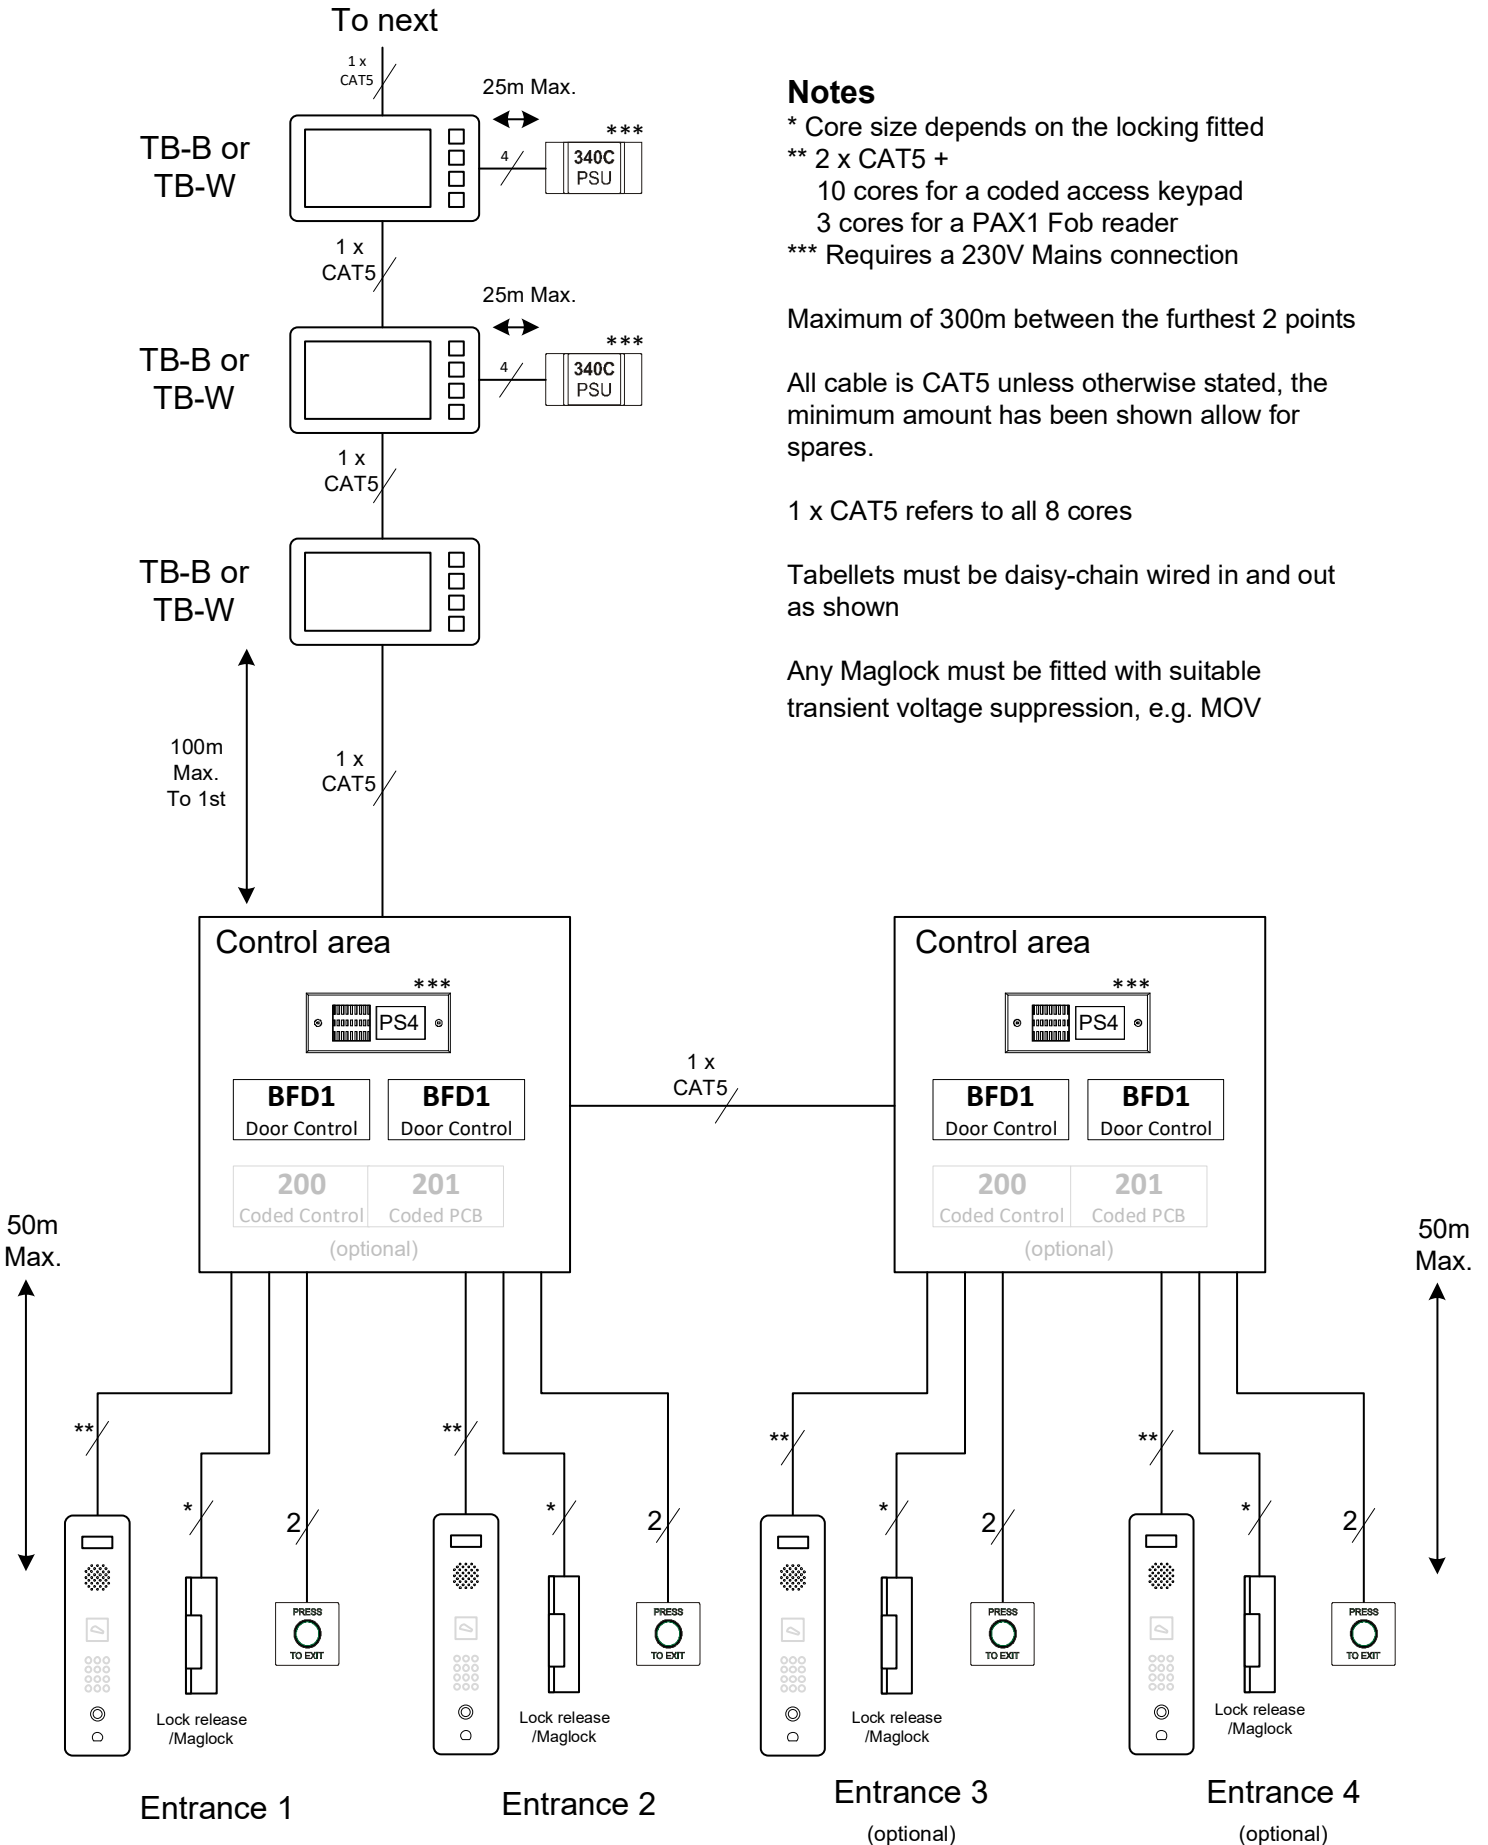 To next
1 x
CAT5
25m Max.
***
TB-B or
TB-W
4
340C
PSU
1 x
CAT5
25m Max.
***
TB-B or
TB-W
4
340C
PSU
1 x
CAT5
TB-B or
TB-W
100m
Max.
To 1st
1 x
CAT5
Notes
* Core size depends on the locking fitted
** 2 x CAT5 +
10 cores for a coded access keypad
3 cores for a PAX1 Fob reader
*** Requires a 230V Mains connection
Maximum of 300m between the furthest 2 points
All cable is CAT5 unless otherwise stated, the
minimum amount has been shown allow for
spares.
1 x CAT5 refers to all 8 cores
Tabellets must be daisy-chain wired in and out
as shown
Any Maglock must be fitted with suitable
transient voltage suppression, e.g. MOV
Control area
***
PS4
BFD1
Door Control
BFD1
Door Control
200
Coded Control
201
Coded PCB
(optional)
1 x
CAT5
Control area
***
PS4
BFD1
Door Control
BFD1
Door Control
200
Coded Control
201
Coded PCB
(optional)
50m
Max.
50m
Max.
**
*
2
PRESS
TO EXIT
Lock release
/Maglock
Entrance 1
**
*
2
PRESS
TO EXIT
Lock release
/Maglock
Entrance 2
**
*
2
PRESS
TO EXIT
Lock release
/Maglock
Entrance 3
(optional)
**
*
2
PRESS
TO EXIT
Lock release
/Maglock
Entrance 4
(optional)